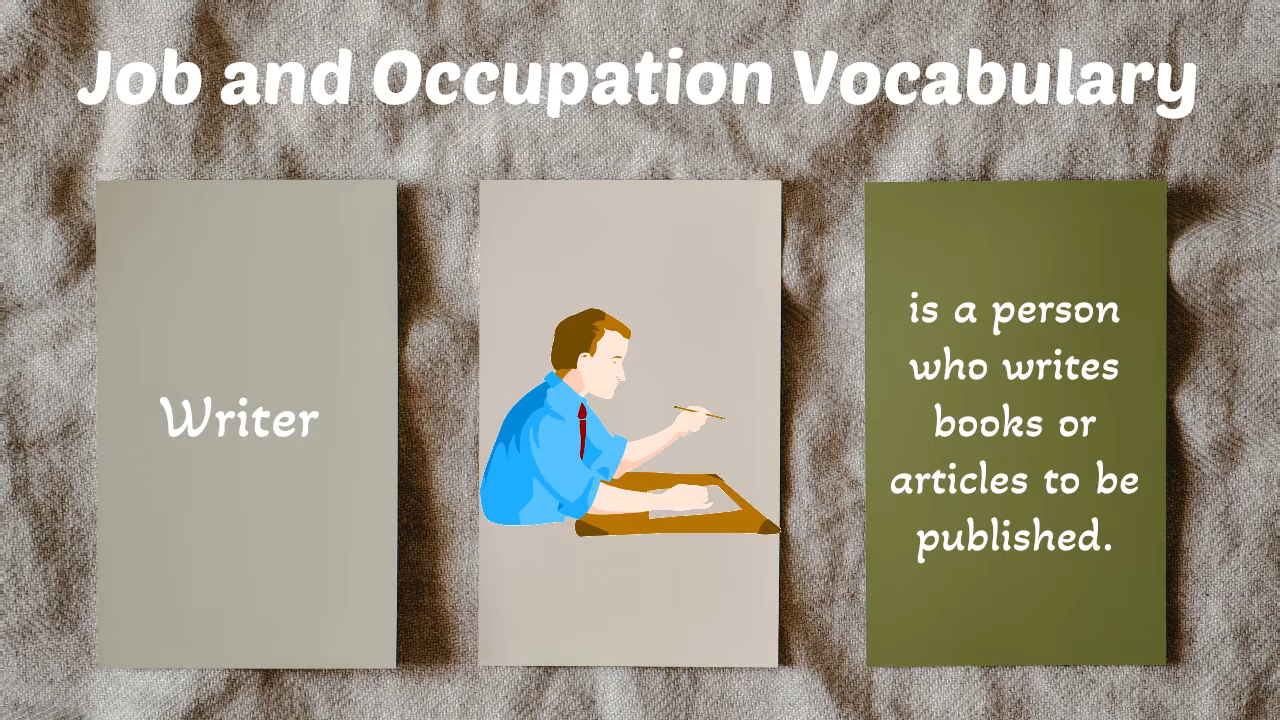 Job and Occupation Vocabulary
Writer
is a person
who writes
books or
articles to be
published.